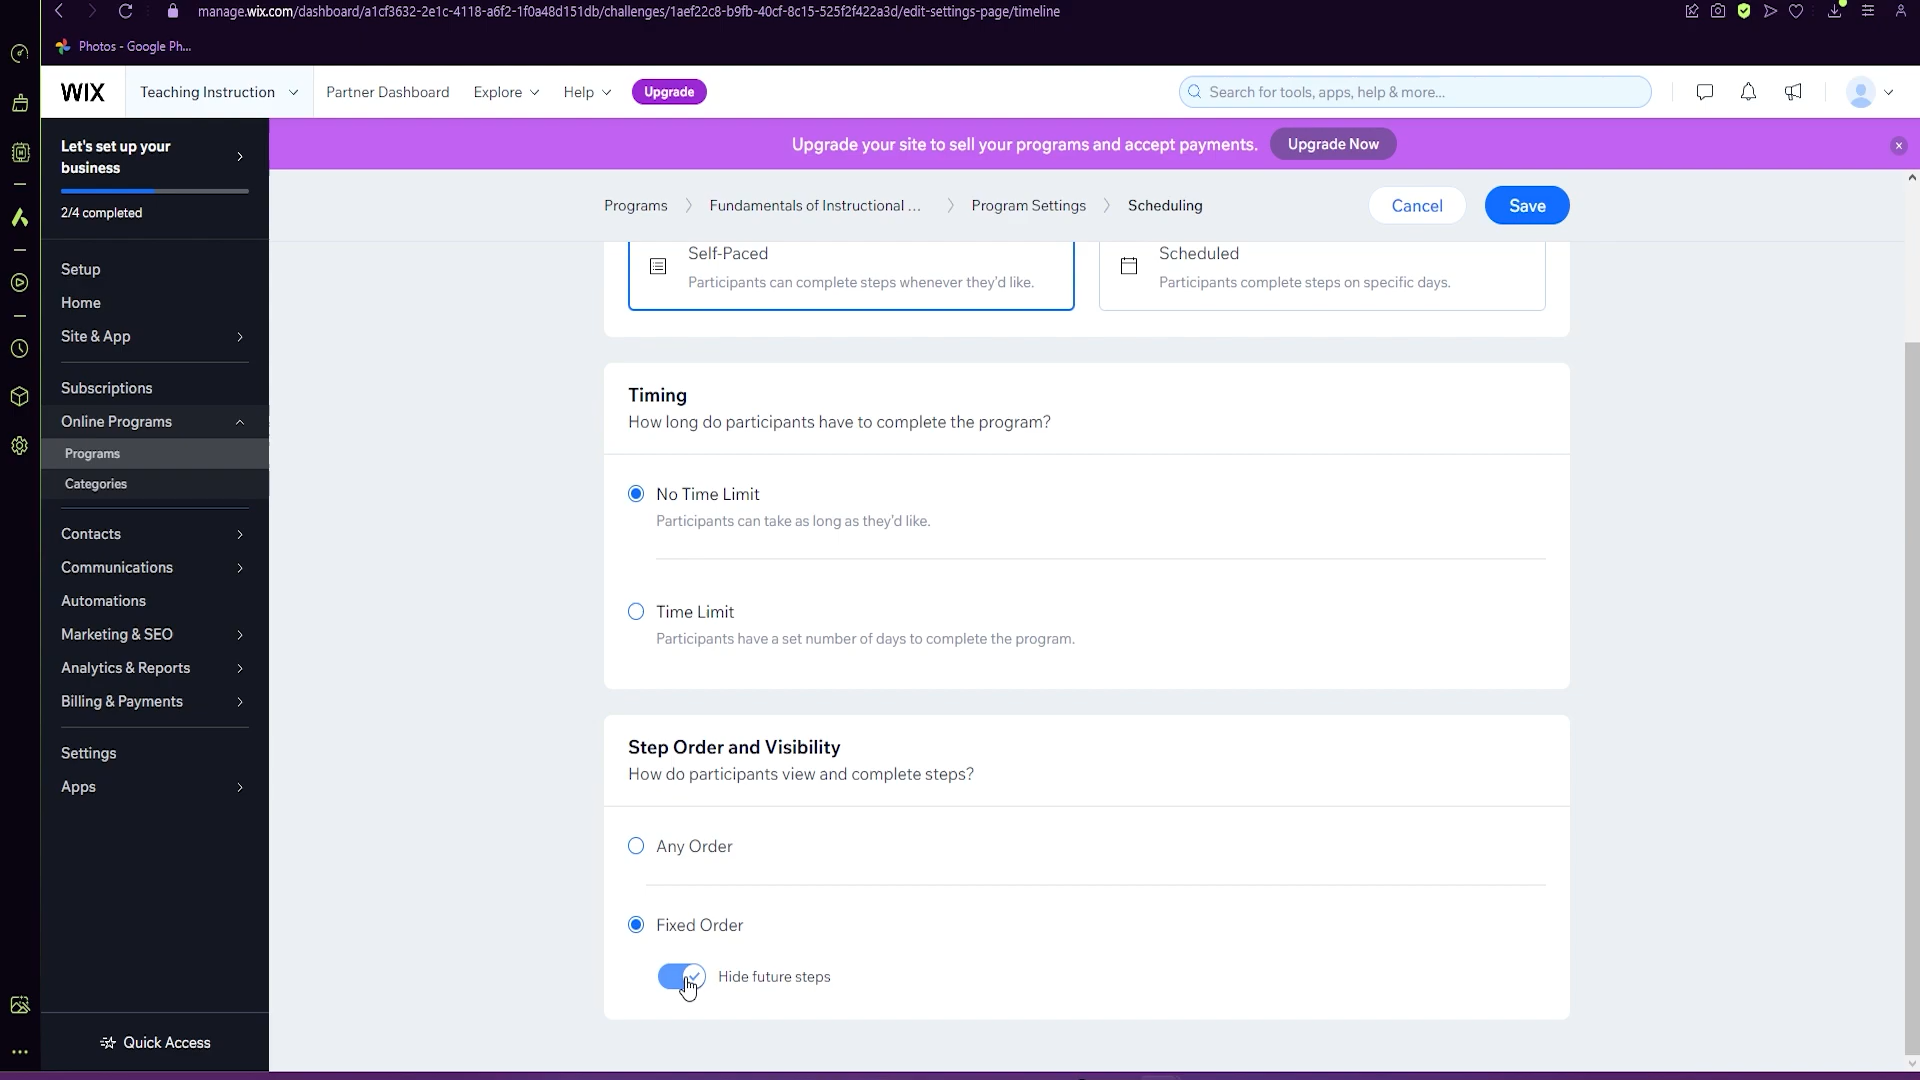 manage.wix.com/dashboard/a1cf3632-2e1c-4118-a6f2-1f0a48d151db/challenges/1aef22c8-b9fb-40cf-8c15-525f2f422a3d/edit-settings-page/timeline
Photos - Google Ph...
WIX
Teaching Instruction
Partner Dashboard
Explore
Help
Upgrade
Search for tools, apps, help & more...
Let's set up your
business
2/4 completed
Upgrade your site to sell your programs and accept payments.
Upgrade Now
Programs
Fundamentals of Instructional ...
Program Settings
Scheduling
Cancel
Save
Setup
Home
Site & App
Subscriptions
Online Programs
Programs
Categories
Contacts
Communications
Automations
Marketing & SEO
Analytics & Reports
Billing & Payments
Settings
Apps
Quick Access
Self-Paced
Participants can complete steps whenever they'd like.
Scheduled
Participants complete steps on specific days.
Timing
How long do participants have to complete the program?
No Time Limit
Participants can take as long as they'd like.
Time Limit
Participants have a set number of days to complete the program.
Step Order and Visibility
How do participants view and complete steps?
Any Order
Fixed Order
Hide future steps